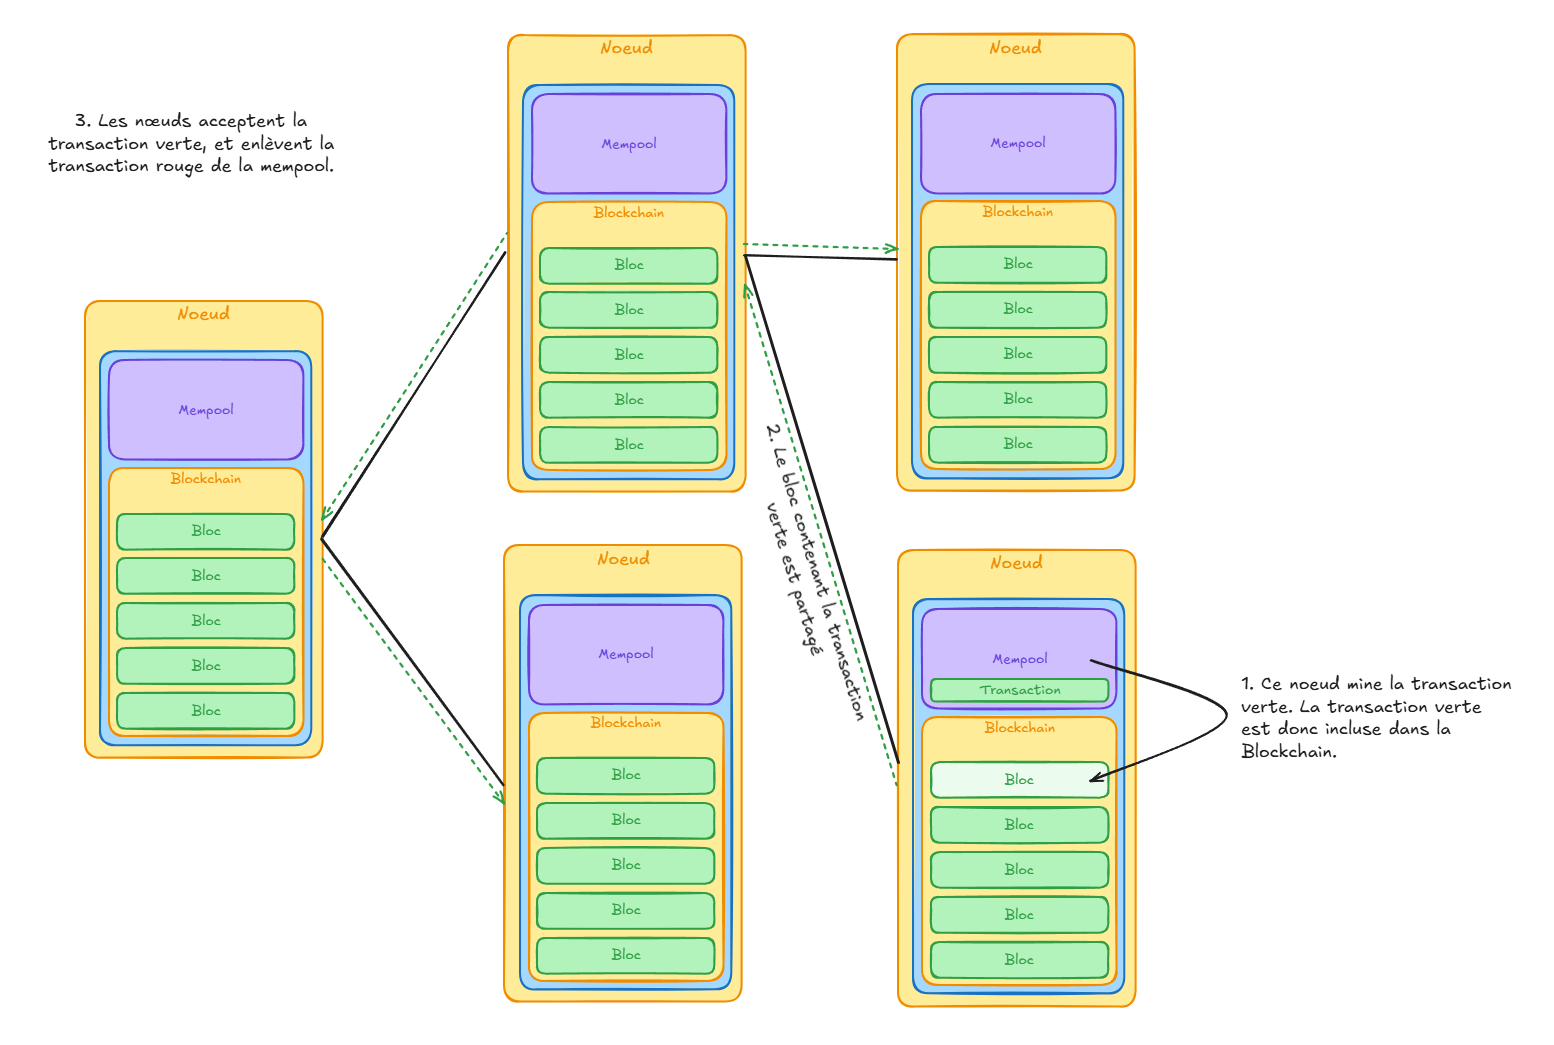 3. Les nœuds acceptent la
transaction verte, et enlèvent la
transaction rouge de la mempool.
Noeud
Mempool
Blockchain
Bloc
Bloc
Bloc
Bloc
Bloc
Noeud
Mempool
Blockchain
Bloc
Bloc
Bloc
Bloc
Bloc
Noeud
Mempool
Blockchain
Bloc
Bloc
Bloc
Bloc
Bloc
2. Le bloc contenant la transaction
verte est partagé
Noeud
Mempool
Blockchain
Bloc
Bloc
Bloc
Bloc
Bloc
Noeud
Mempool
Transaction
Blockchain
Bloc
Bloc
Bloc
Bloc
Bloc
1. Ce noeud mine la transaction
verte. La transaction verte
est donc incluse dans la
Blockchain.